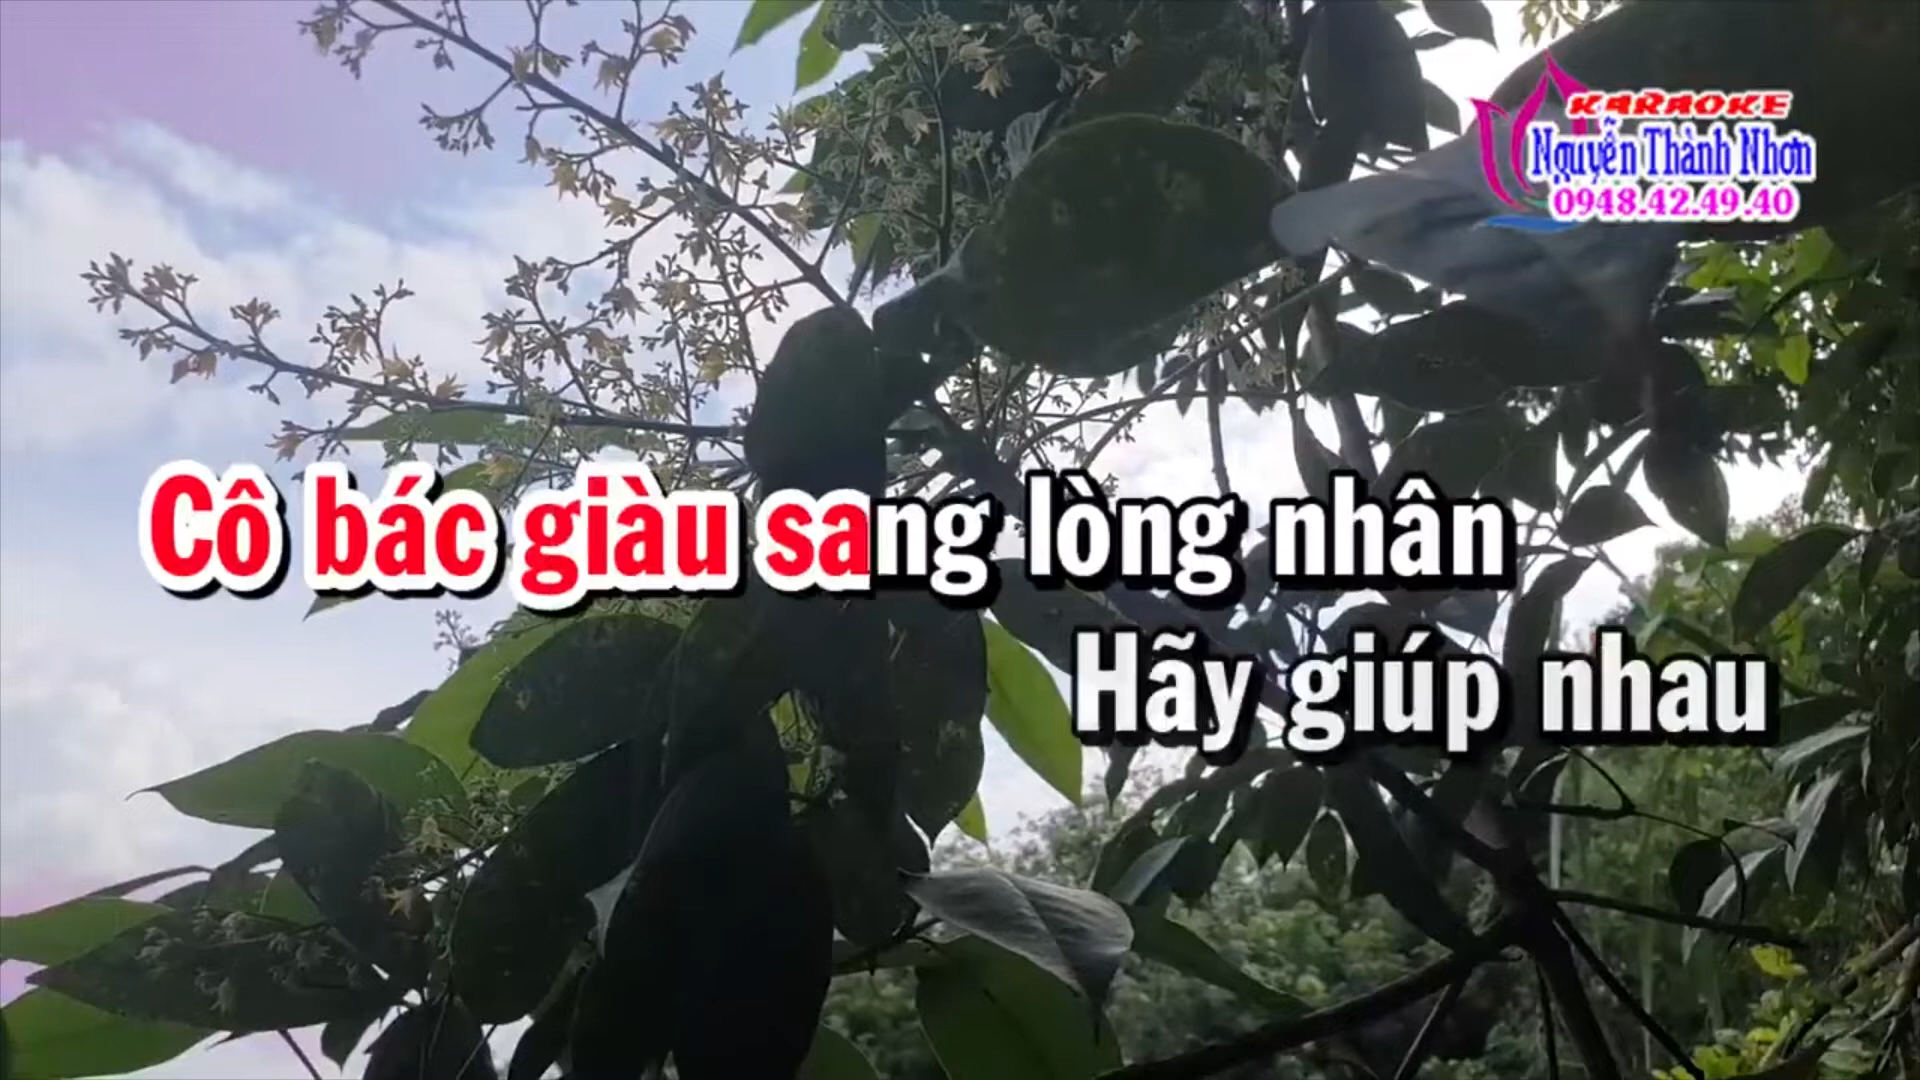 KARAOKE
Nguyễn Thành Nhơn
0948.42.49.40
Cô bác giàu sang lòng nhân
Hãy giúp nhau